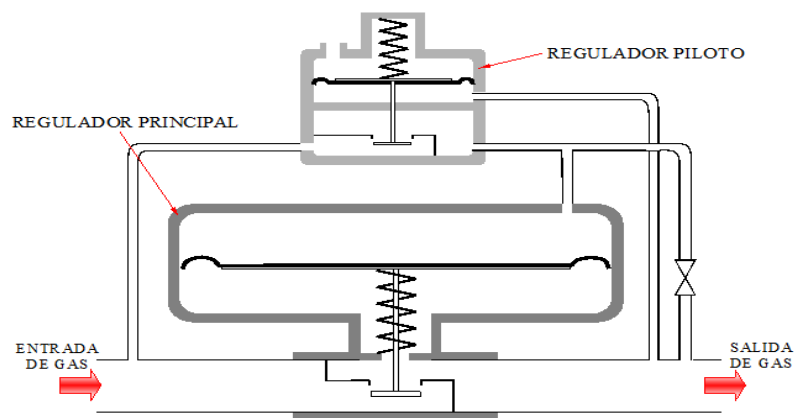 REGULADOR PILOTO
REGULADOR PRINCIPAL
ENTRADA
DE GAS
SALIDA
DE GAS